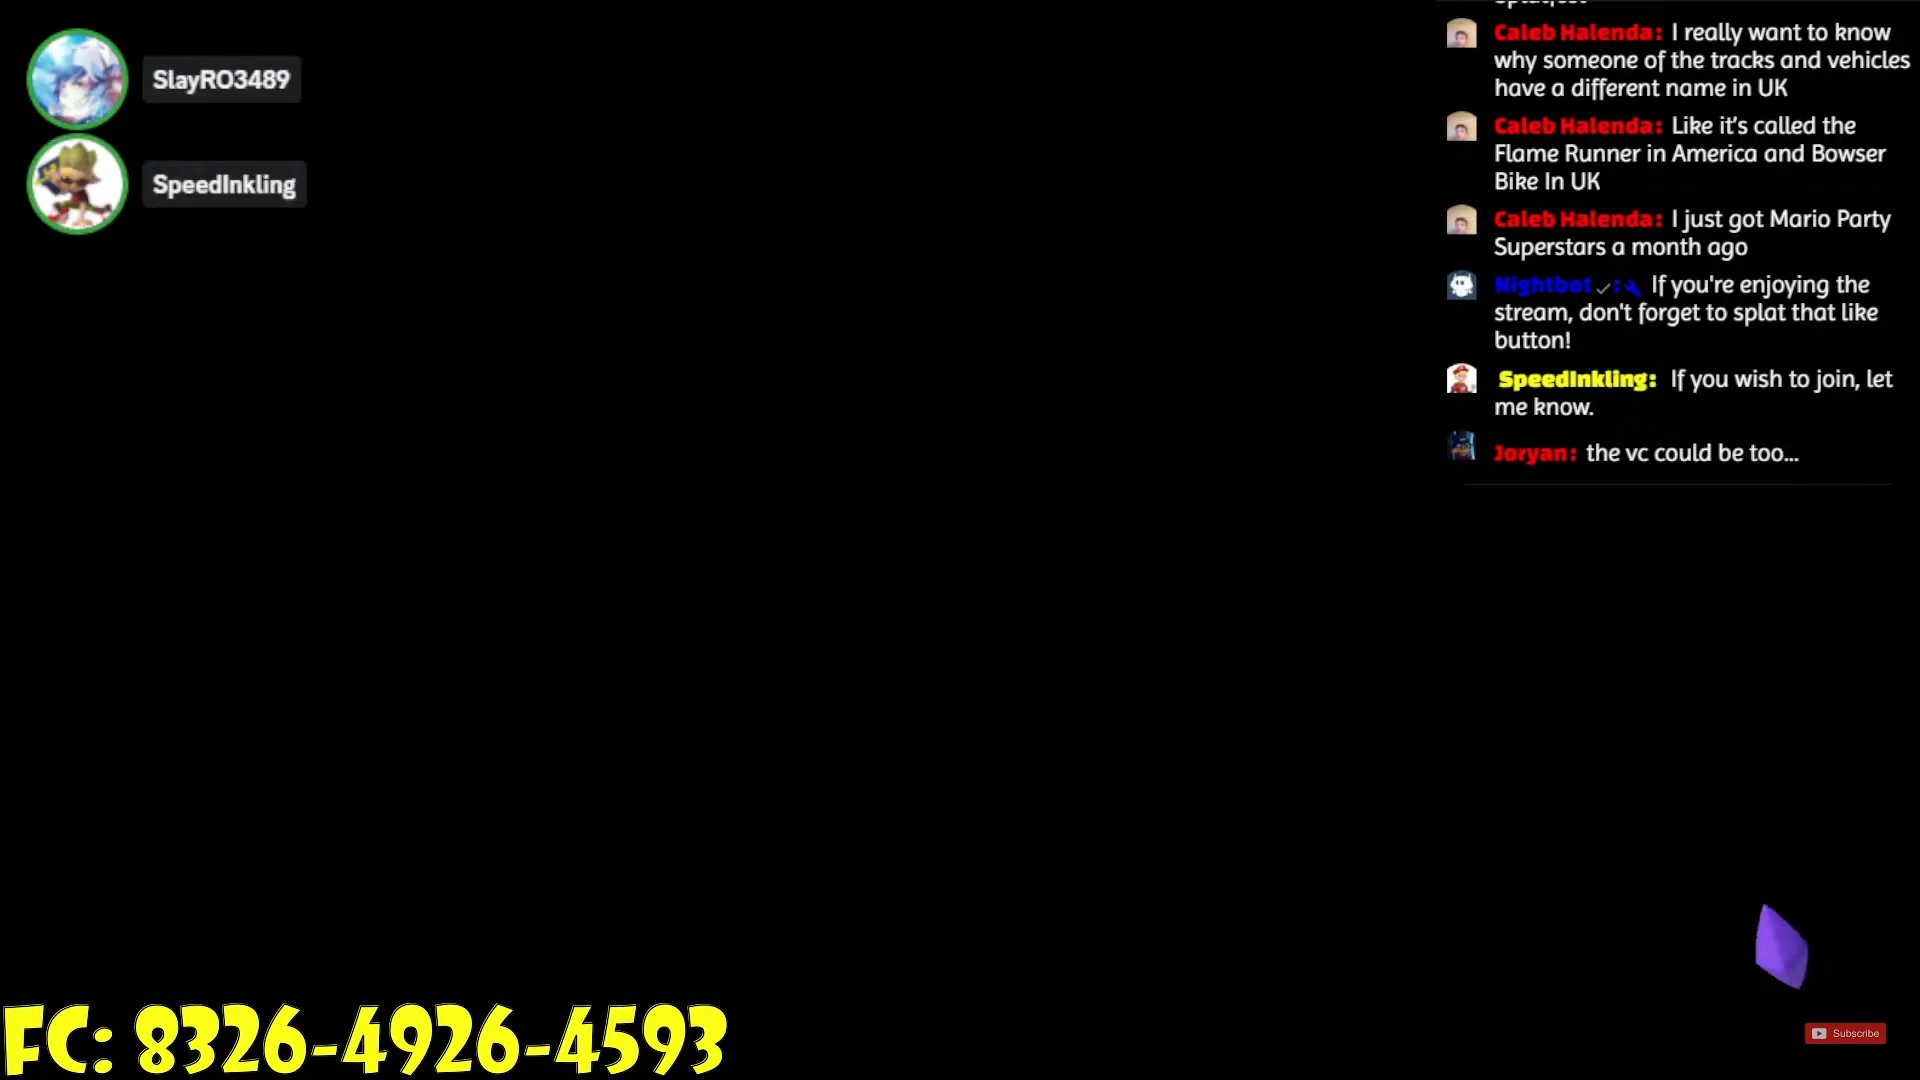 SlayRO3489
SpeedInkling
Caleb Halenda: I really want to know
why someone of the tracks and vehicles
have a different name in UK
Caleb Halenda: Like it's called the
Flame Runner in America and Bowser
Bike In UK
Caleb Halenda: I just got Mario Party
Superstars a month ago
Nightbot ✓: If you're enjoying the
stream, don't forget to splat that like
button!
SpeedInkling: If you wish to join, let
me know.
Joryan: the vc could be too...
FC: 8326-4926-4593
Subscribe